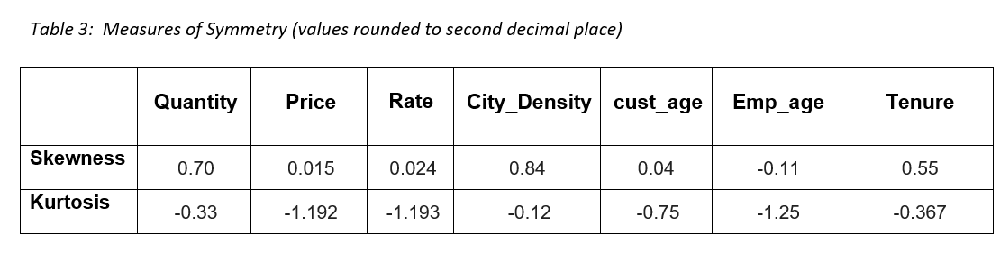 Table 3:  Measures of Symmetry (values rounded to second decimal place)
Quantity Price Rate City_Density cust_age Emp_age Tenure
Skewness 0.70 0.015 0.024 0.84 0.04 -0.11 0.55
Kurtosis -0.33 -1.192 -1.193 -0.12 -0.75 -1.25 -0.367